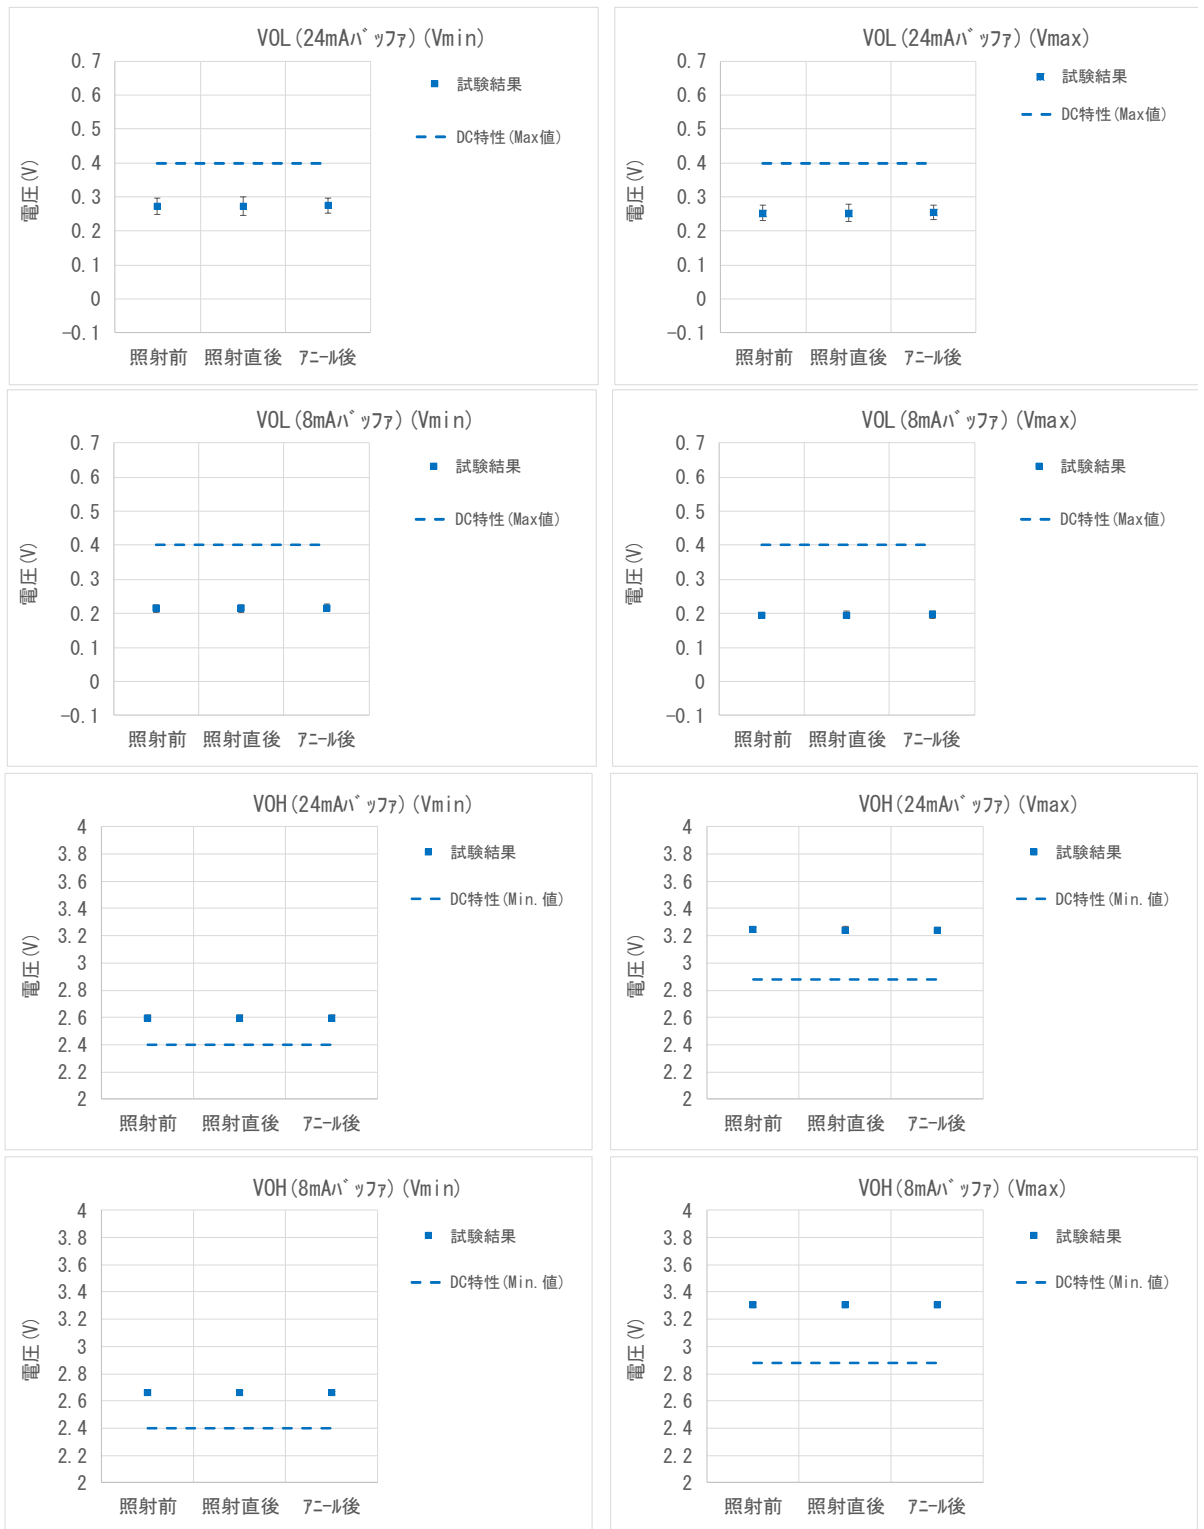 VOL(24mAﾊﾞｯﾌｧ)(Vmin)
0.7
0.6
0.5
0.4
0.3
0.2
0.1
0
-0.1
電圧(V)
照射前 照射直後 ｱﾆｰﾙ後
試験結果
DC特性(Max値)
VOL(24mAﾊﾞｯﾌｧ)(Vmax)
0.7
0.6
0.5
0.4
0.3
0.2
0.1
0
-0.1
電圧(V)
照射前 照射直後 ｱﾆｰﾙ後
試験結果
DC特性(Max値)
VOL(8mAﾊﾞｯﾌｧ)(Vmin)
0.7
0.6
0.5
0.4
0.3
0.2
0.1
0
-0.1
電圧(V)
照射前 照射直後 ｱﾆｰﾙ後
試験結果
DC特性(Max値)
VOL(8mAﾊﾞｯﾌｧ)(Vmax)
0.7
0.6
0.5
0.4
0.3
0.2
0.1
0
-0.1
電圧(V)
照射前 照射直後 ｱﾆｰﾙ後
試験結果
DC特性(Max値)
VOH(24mAﾊﾞｯﾌｧ)(Vmin)
4
3.8
3.6
3.4
3.2
3
2.8
2.6
2.4
2.2
2
電圧(V)
照射前 照射直後 ｱﾆｰﾙ後
試験結果
DC特性(Min.値)
VOH(24mAﾊﾞｯﾌｧ)(Vmax)
4
3.8
3.6
3.4
3.2
3
2.8
2.6
2.4
2.2
2
電圧(V)
照射前 照射直後 ｱﾆｰﾙ後
試験結果
DC特性(Min.値)
VOH(8mAﾊﾞｯﾌｧ)(Vmin)
4
3.8
3.6
3.4
3.2
3
2.8
2.6
2.4
2.2
2
電圧(V)
照射前 照射直後 ｱﾆｰﾙ後
試験結果
DC特性(Min.値)
VOH(8mAﾊﾞｯﾌｧ)(Vmax)
4
3.8
3.6
3.4
3.2
3
2.8
2.6
2.4
2.2
2
電圧(V)
照射前 照射直後 ｱﾆｰﾙ後
試験結果
DC特性(Min.値)